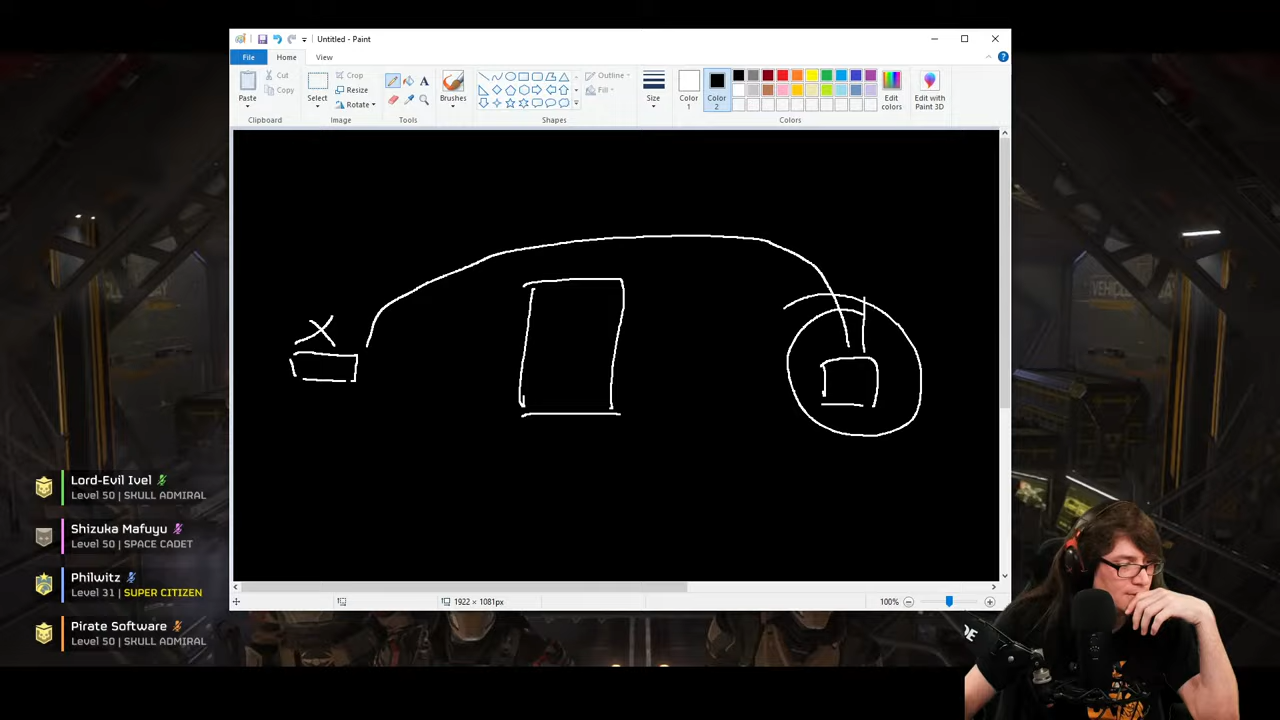 Untitled - Paint
File
Home
View
Paste
Cut
Copy
Clipboard
Select
Crop
Resize
Rotate
Image
Tools
Brushes
Shapes
Outline
Fill
Size
Color 1
Color 2
Edit colors
Colors
Edit with Paint 3D
X
1922 × 1081px
100%
VEHICLE
Lord-Evil Ivel
Level 50 | SKULL ADMIRAL
Shizuka Mafuyu
Level 50 | SPACE CADET
Philwitz
Level 31 | SUPER CITIZEN
Pirate Software
Level 50 | SKULL ADMIRAL